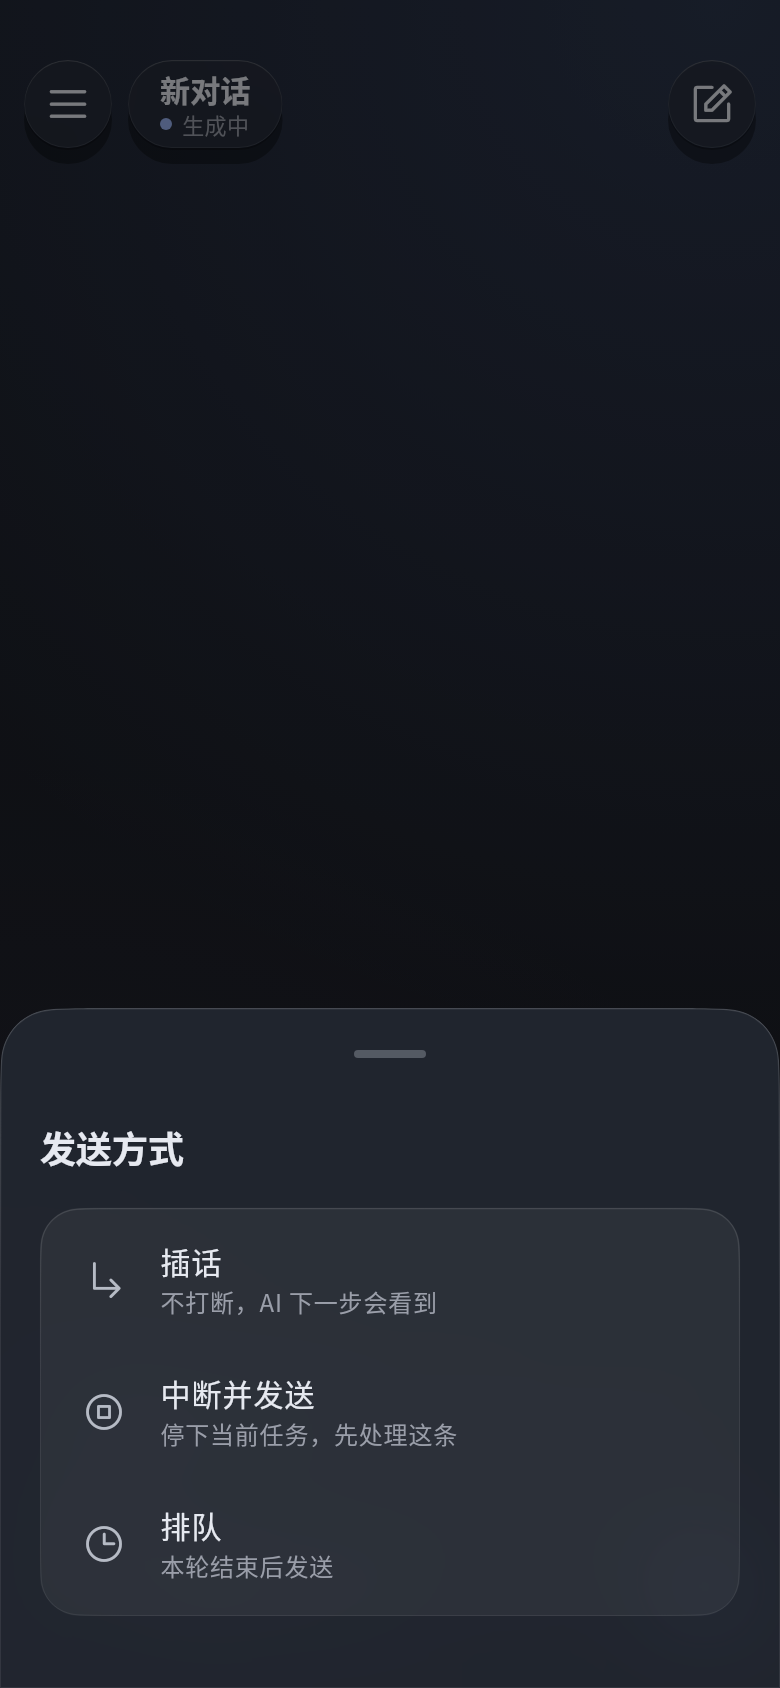 新对话
生成中
发送方式
插话
不打断，AI 下一步会看到
中断并发送
停下当前任务，先处理这条
排队
本轮结束后发送